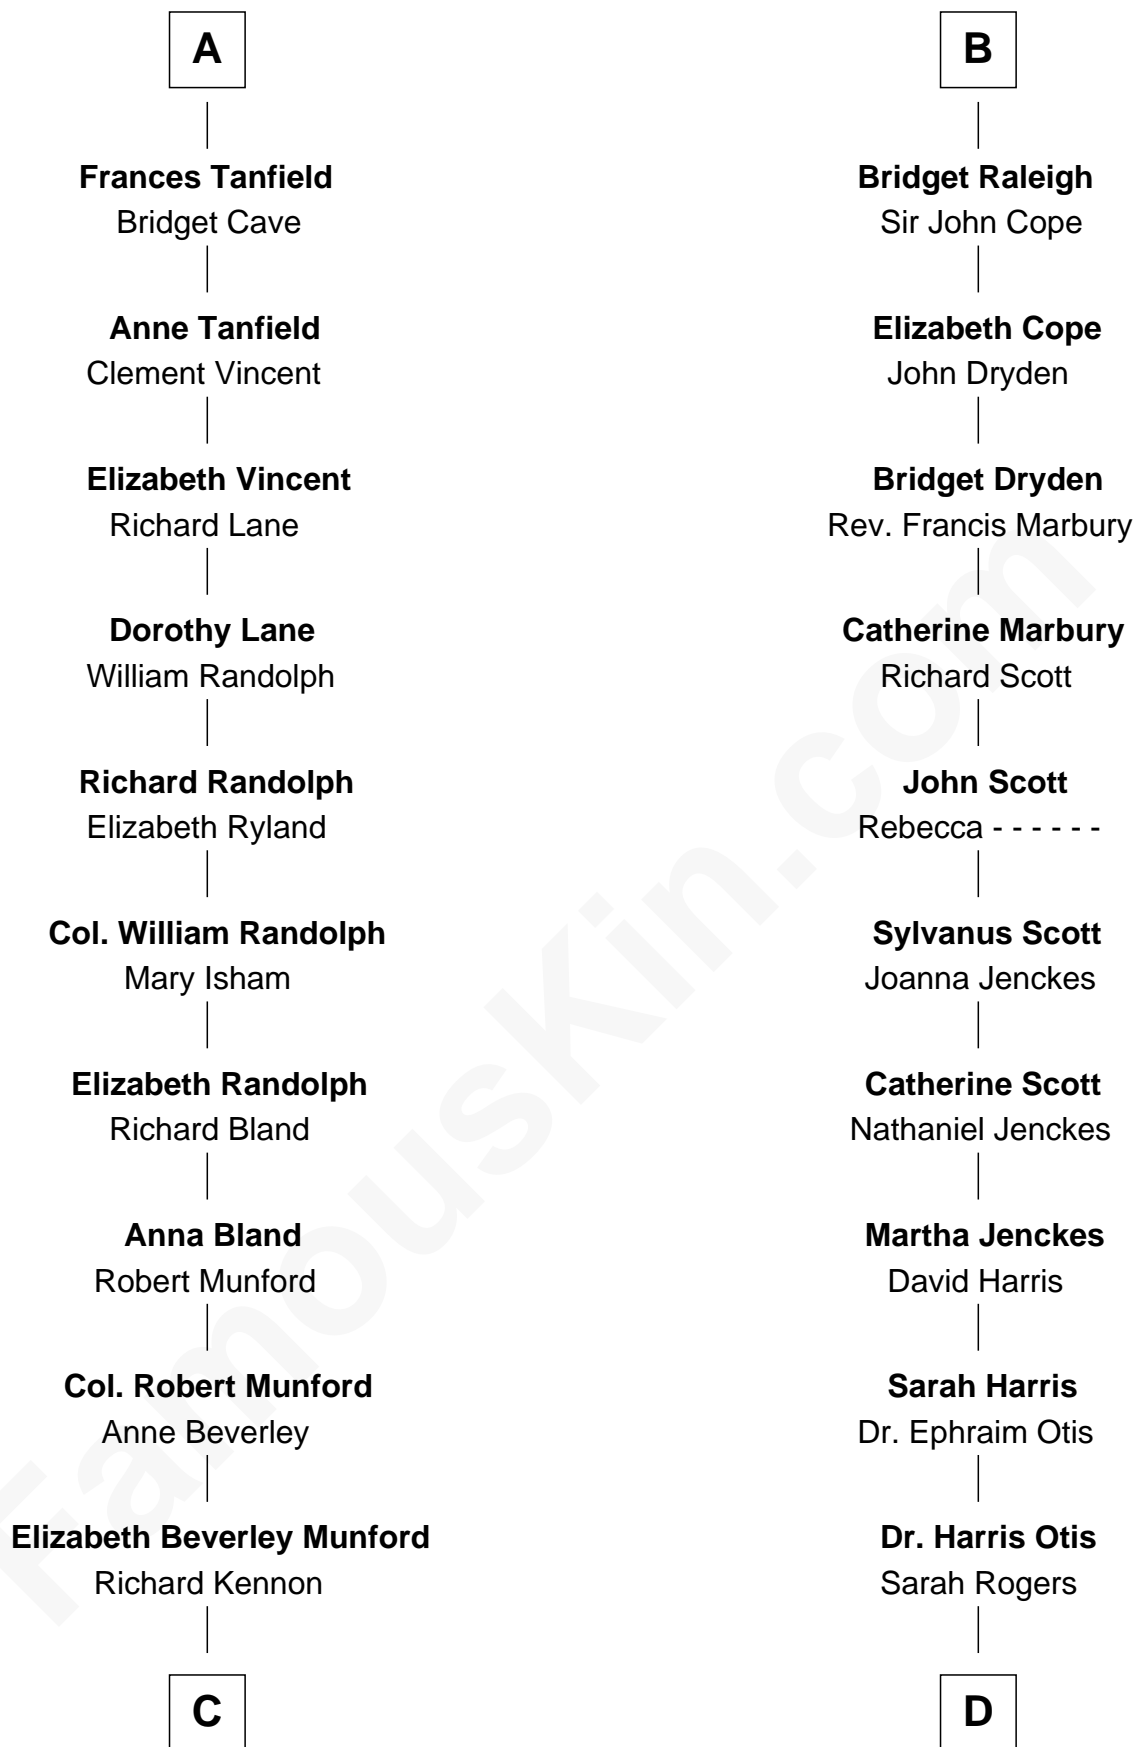 A
Frances Tanfield
Bridget Cave
Anne Tanfield
Clement Vincent
Elizabeth Vincent
Richard Lane
Dorothy Lane
William Randolph
Richard Randolph
Elizabeth Ryland
Col. William Randolph
Mary Isham
Elizabeth Randolph
Richard Bland
Anna Bland
Robert Munford
Col. Robert Munford
Anne Beverley
Elizabeth Beverley Munford
Richard Kennon
C
B
Bridget Raleigh
Sir John Cope
Elizabeth Cope
John Dryden
Bridget Dryden
Rev. Francis Marbury
Catherine Marbury
Richard Scott
John Scott
Rebecca - - - - - -
Sylvanus Scott
Joanna Jenckes
Catherine Scott
Nathaniel Jenckes
Martha Jenckes
David Harris
Sarah Harris
Dr. Ephraim Otis
Dr. Harris Otis
Sarah Rogers
D
FamousKin.com